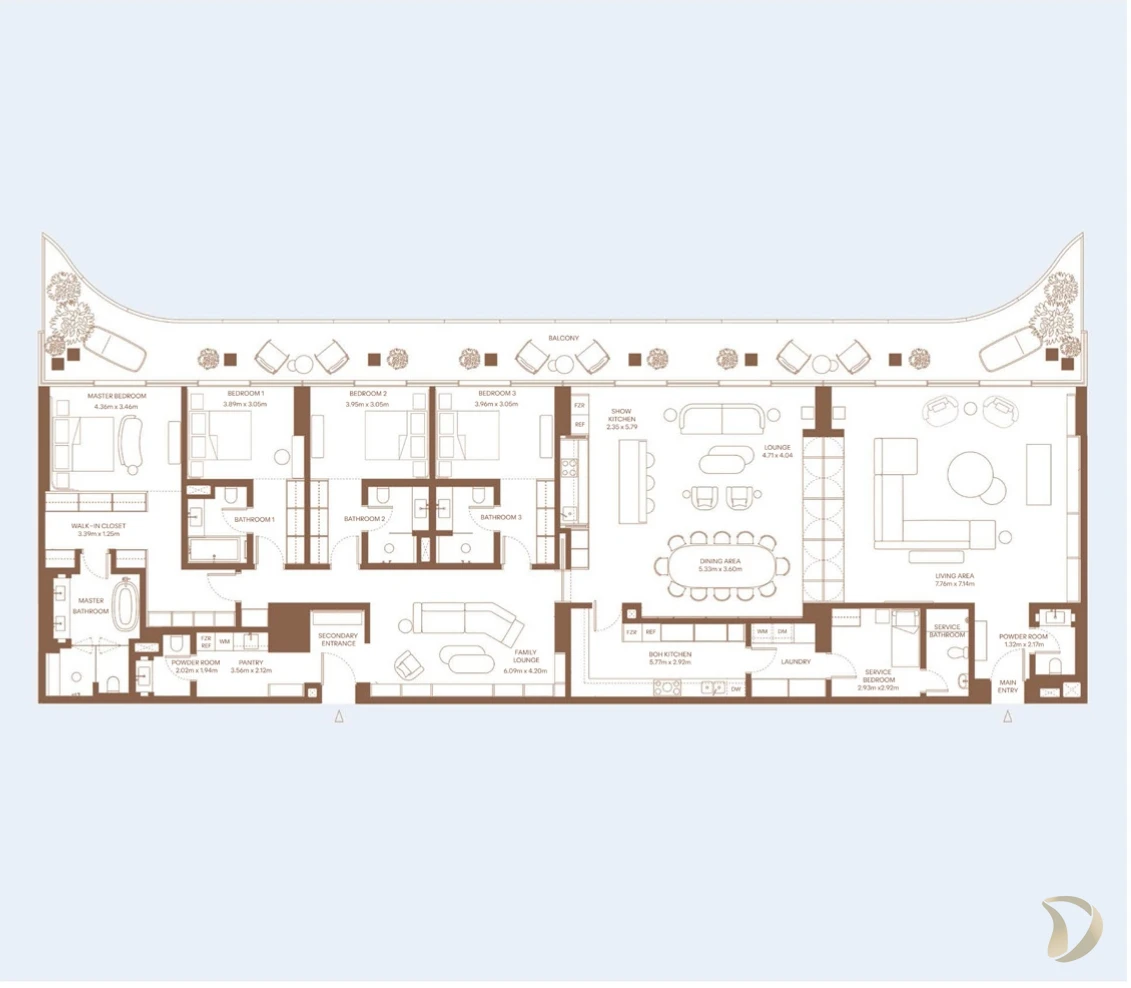 BALCONY
MASTER BEDROOM
4.36m x 3.46m
BEDROOM 1
3.89m x 3.05m
BEDROOM 2
3.95m x 3.05m
BEDROOM 3
3.96m x 3.05m
FZR
REF
SHOW
KITCHEN
2.35 x 5.79
LOUNGE
4.71 x 4.04
WALK-IN CLOSET
3.39m x 1.25m
BATHROOM 1
BATHROOM 2
BATHROOM 3
DINING AREA
5.33m x 3.60m
LIVING AREA
7.76m x 7.14m
MASTER
BATHROOM
SECONDARY
ENTRANCE
FZR
REF
WM
POWDER ROOM
2.02m x 1.94m
PANTRY
3.56m x 2.12m
FAMILY
LOUNGE
6.09m x 4.20m
FZR
REF
BOH KITCHEN
5.77m x 2.92m
DW
WM
DM
LAUNDRY
SERVICE
BEDROOM
2.93m x2.92m
SERVICE
BATHROOM
POWDER ROOM
1.32m x 2.17m
MAIN
ENTRY